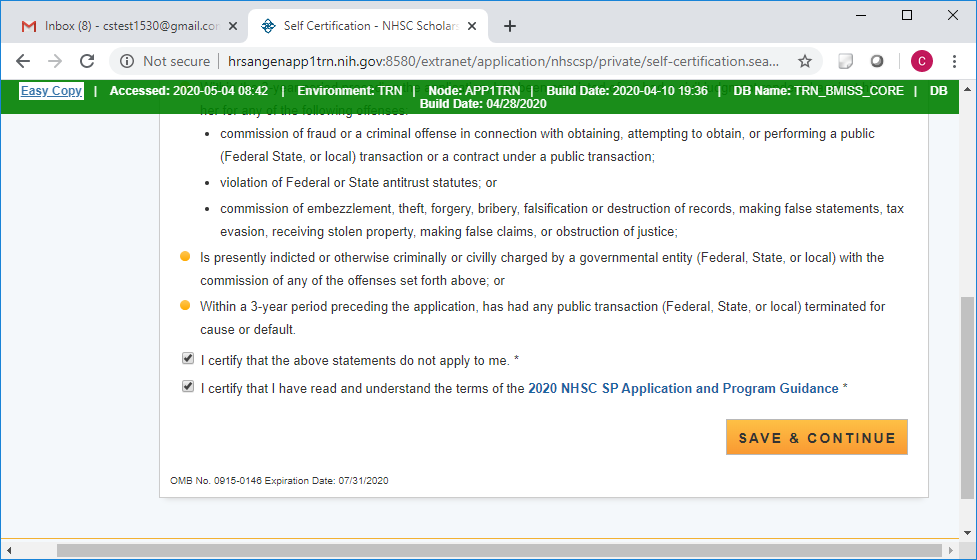 Inbox (8) - cstest1530@gmail.con
Self Certification - NHSC Scholars
Not secure | hrsangenapp1trn.nih.gov:8580/extranet/application/nhscsp/private/self-certification.sea...
C
Easy Copy | Accessed: 2020-05-04 08:42 | Environment: TRN | Node: APP1TRN | Build Date: 2020-04-10 19:36 | DB Name: TRN_BMISS_CORE | DB
Build Date: 04/28/2020
her for any of the following offenses:
• commission of fraud or a criminal offense in connection with obtaining, attempting to obtain, or performing a public
(Federal State, or local) transaction or a contract under a public transaction;
• violation of Federal or State antitrust statutes; or
• commission of embezzlement, theft, forgery, bribery, falsification or destruction of records, making false statements, tax
evasion, receiving stolen property, making false claims, or obstruction of justice;
Is presently indicted or otherwise criminally or civilly charged by a governmental entity (Federal, State, or local) with the
commission of any of the offenses set forth above; or
Within a 3-year period preceding the application, has had any public transaction (Federal, State, or local) terminated for
cause or default.
I certify that the above statements do not apply to me. *
I certify that I have read and understand the terms of the 2020 NHSC SP Application and Program Guidance *
SAVE & CONTINUE
OMB No. 0915-0146 Expiration Date: 07/31/2020